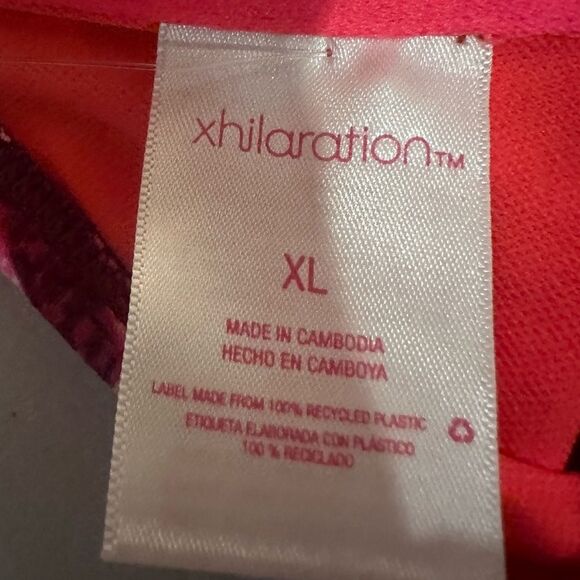 xhilaration™
XL
MADE IN CAMBODIA
HECHO EN CAMBOYA
LABEL MADE FROM 100% RECYCLED PLASTIC
ETIQUETA ELABORADA CON PLÁSTICO
100 % RECICLADO